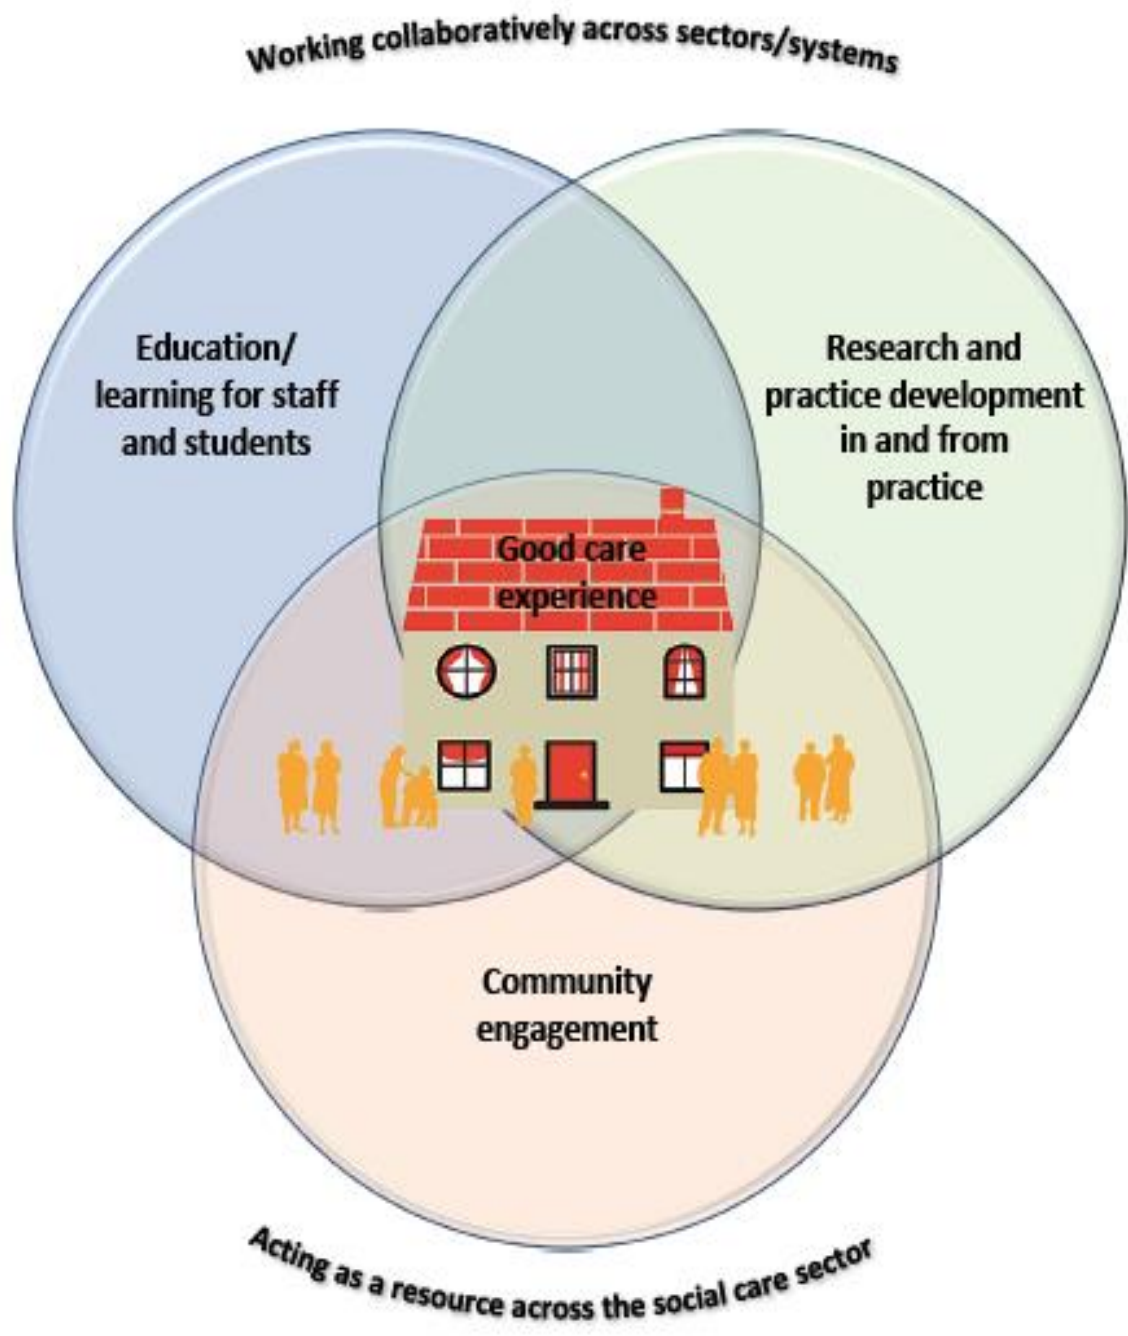 Working collaboratively across sectors/systems
Education/
learning for staff
and students
Research and
practice development
in and from
practice
Good care
experience
Community
engagement
Acting as a resource across the social care sector